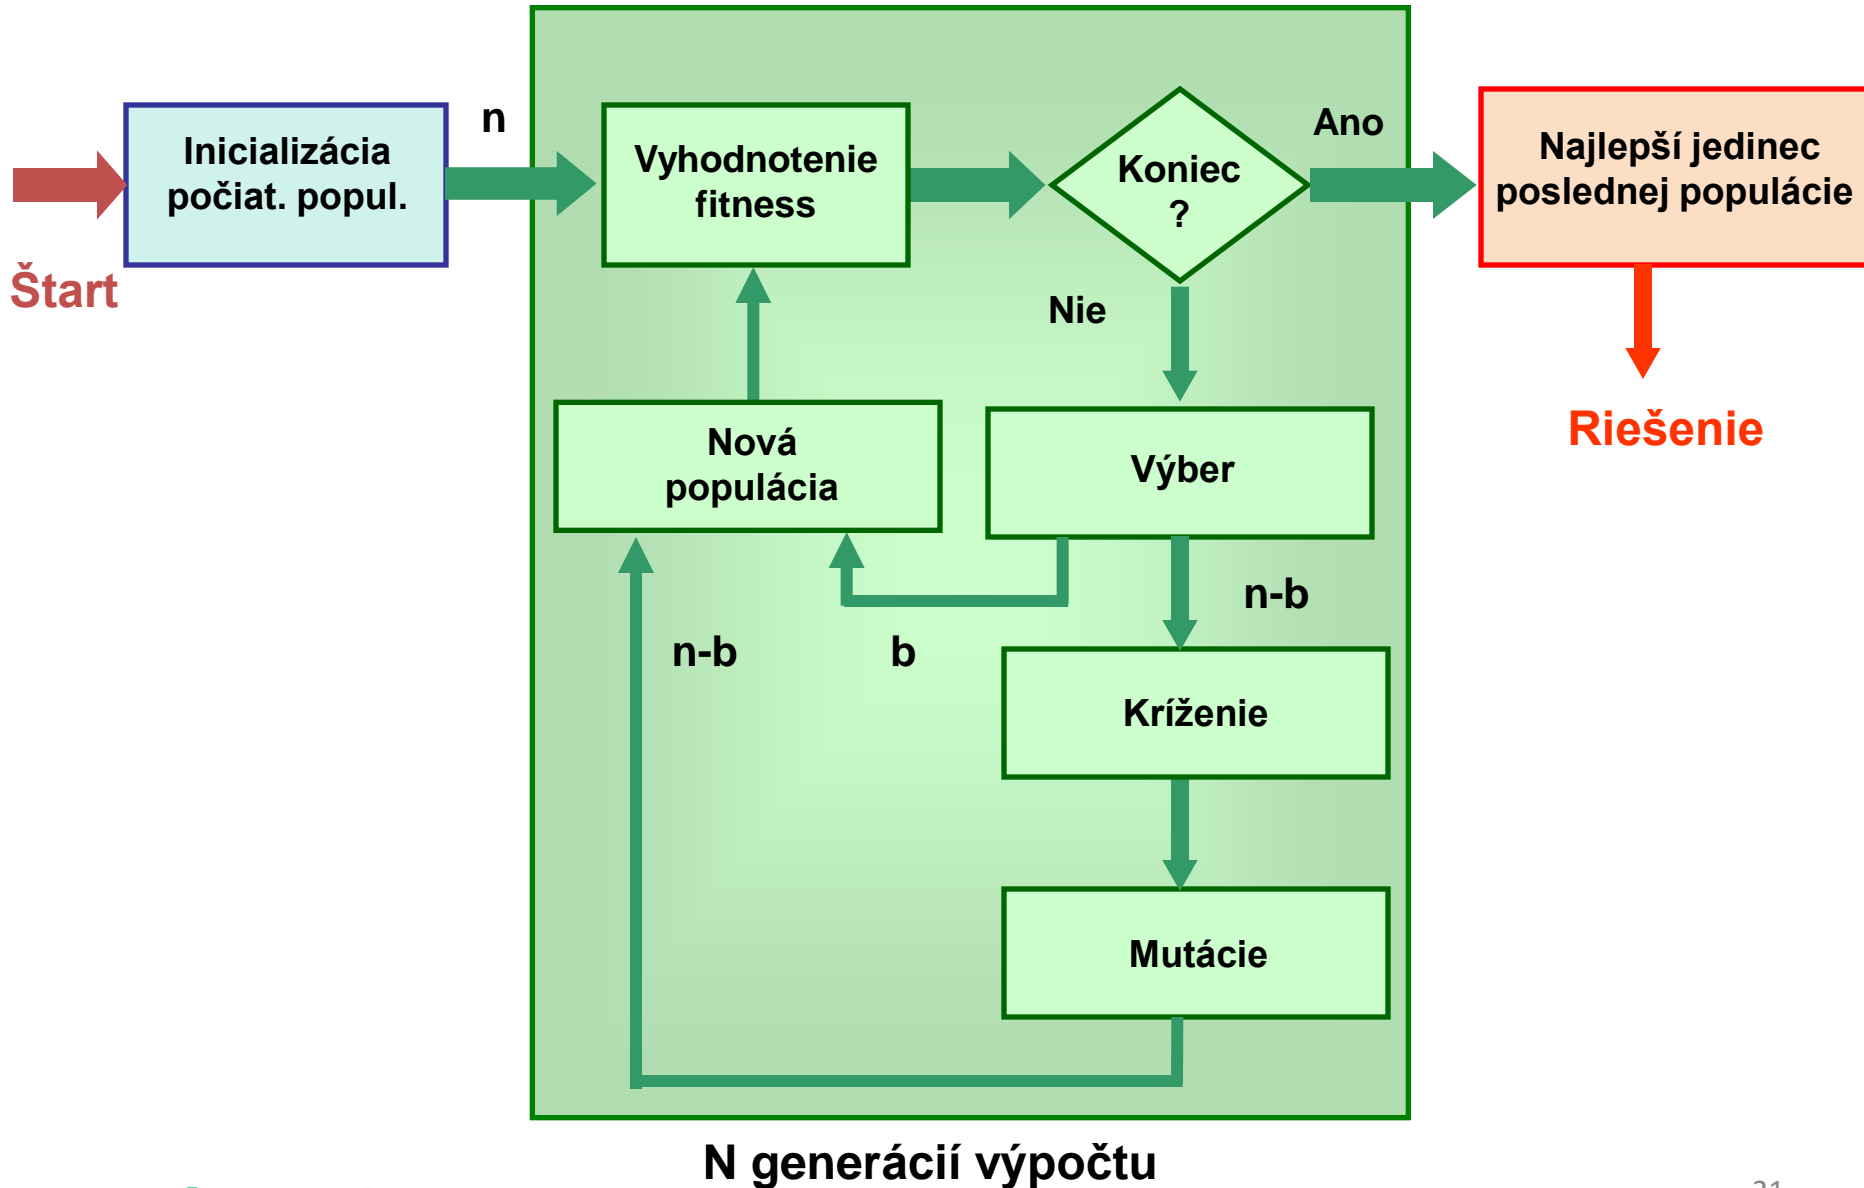 Štart
Inicializácia
počiat. popul.
n
Vyhodnotenie
fitness
Koniec
?
Ano
Nie
Najlepší jedinec
poslednej populácie
Riešenie
Nová
populácia
Výber
n-b
b
n-b
Kríženie
Mutácie
N generácií výpočtu